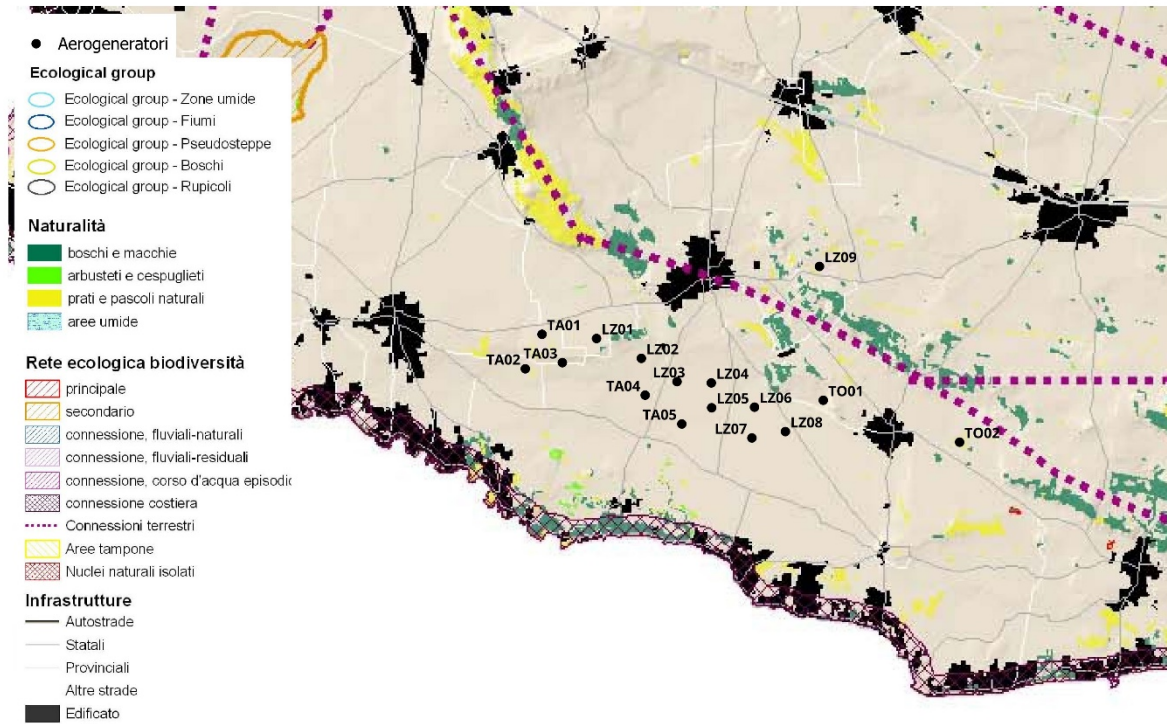 Aerogeneratori
Ecological group
Ecological group - Zone umide
Ecological group - Fiumi
Ecological group - Pseudosteppe
Ecological group - Boschi
Ecological group - Rupicoli
Naturalità
boschi e macchie
arbusteti e cespuglieti
prati e pascoli naturali
aree umide
Rete ecologica biodiversità
principale
secondario
connessione, fluviali-naturali
connessione, fluviali-residuali
connessione, corso d'acqua episodic
connessione costiera
Connessioni terrestri
Aree tampone
Nuclei naturali isolati
Infrastrutture
Autostrade
Statali
Provinciali
Altre strade
Edificato
LZ09
TA01
LZ01
TA02
TA03
LZ02
LZ03
LZ04
TA04
LZ05
LZ06
TO01
TA05
LZ07
LZ08
TO02